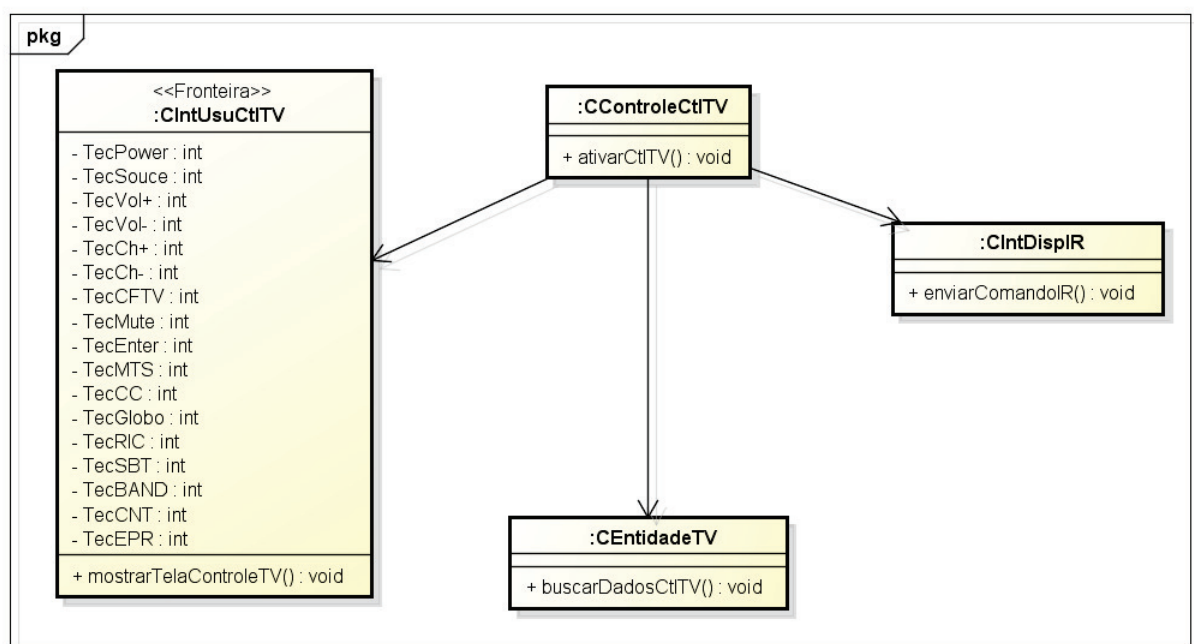 pkg
<<Fronteira>>
:CIntUsuCtlTV
- TecPower : int
- TecSouce : int
- TecVol+ : int
- TecVol- : int
- TecCh+ : int
- TecCh- : int
- TecCFTV : int
- TecMute : int
- TecEnter : int
- TecMTS : int
- TecCC : int
- TecGlobo : int
- TecRIC : int
- TecSBT : int
- TecBAND : int
- TecCNT : int
- TecEPR : int
+ mostrarTelaControleTV() : void
:CControleCtlTV
+ ativarCtlTV() : void
:CIntDispIR
+ enviarComandoIR() : void
:CEntidadeTV
+ buscarDadosCtlTV() : void